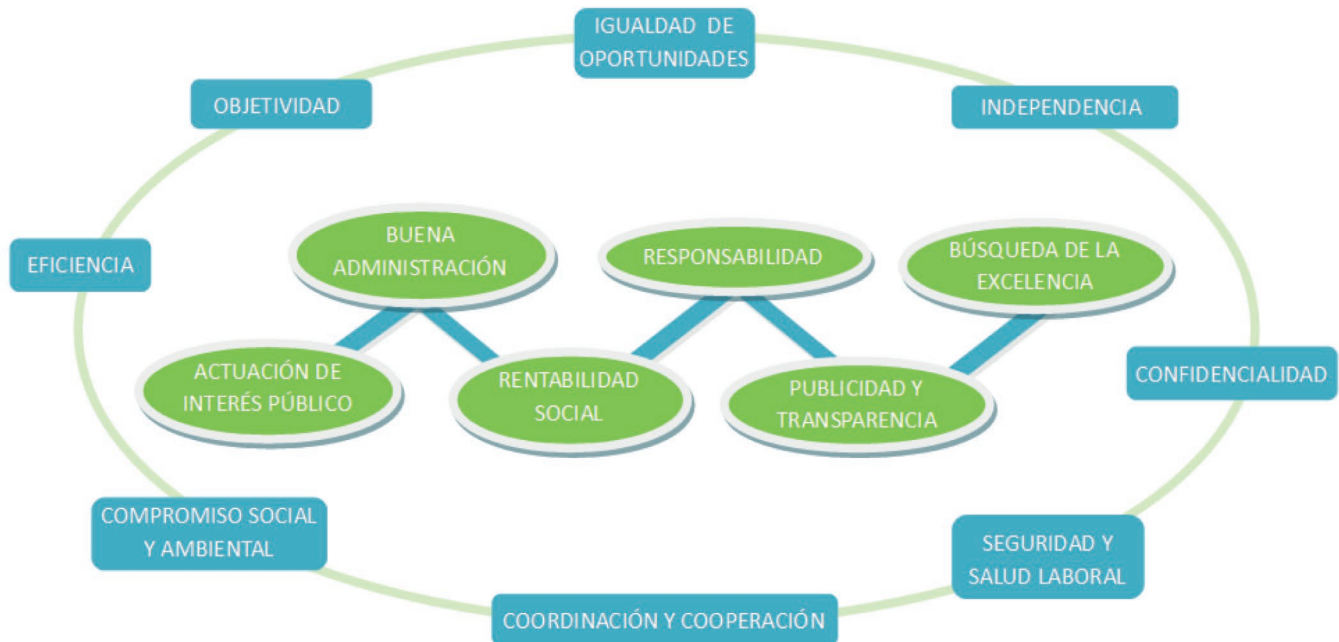 IGUALDAD DE
OPORTUNIDADES
OBJETIVIDAD
INDEPENDENCIA
BUENA
ADMINISTRACIÓN
RESPONSABILIDAD
BÚSQUEDA DE LA
EXCELENCIA
EFICIENCIA
ACTUACIÓN DE
INTERÉS PÚBLICO
RENTABILIDAD
SOCIAL
PUBLICIDAD Y
TRANSPARENCIA
CONFIDENCIALIDAD
COMPROMISO SOCIAL
Y AMBIENTAL
SEGURIDAD Y
SALUD LABORAL
COORDINACIÓN Y COOPERACIÓN